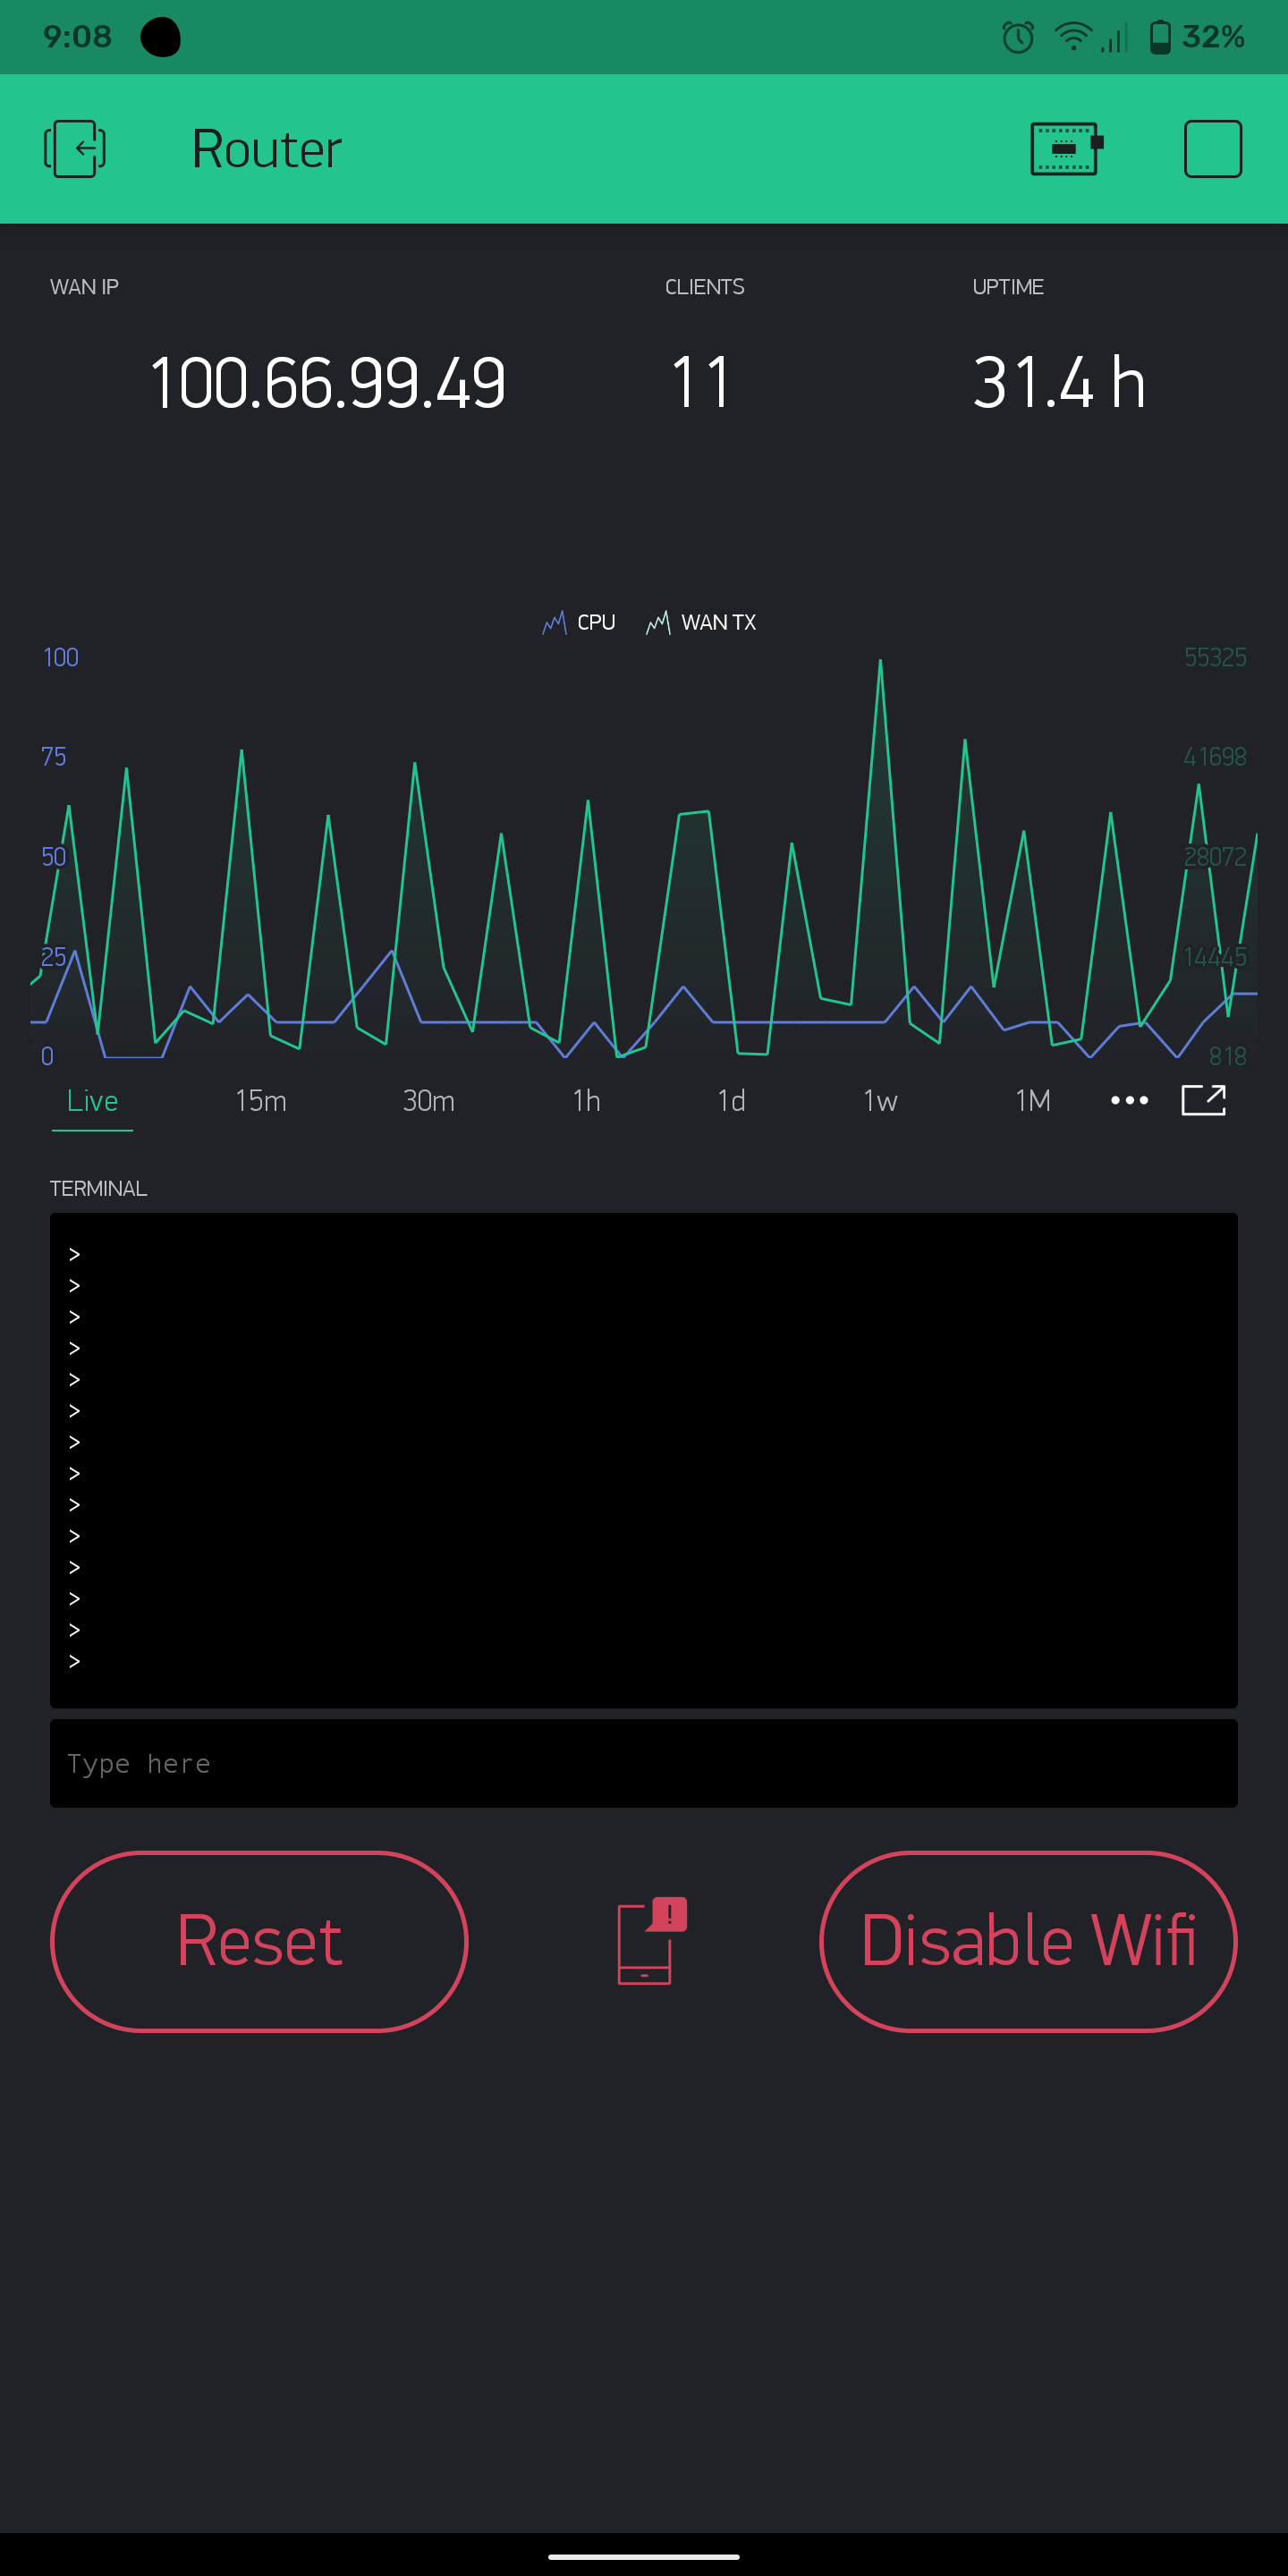 9:08 32%
Router
WAN IP CLIENTS UPTIME
100.66.99.49 11 31.4 h
CPU WAN TX
100 55325
75 41698
50 28072
25 14445
0 818
Live 15m 30m 1h 1d 1w 1M
TERMINAL
>
>
>
>
>
>
>
>
>
>
>
>
>
>
Type here
Reset ! Disable Wifi